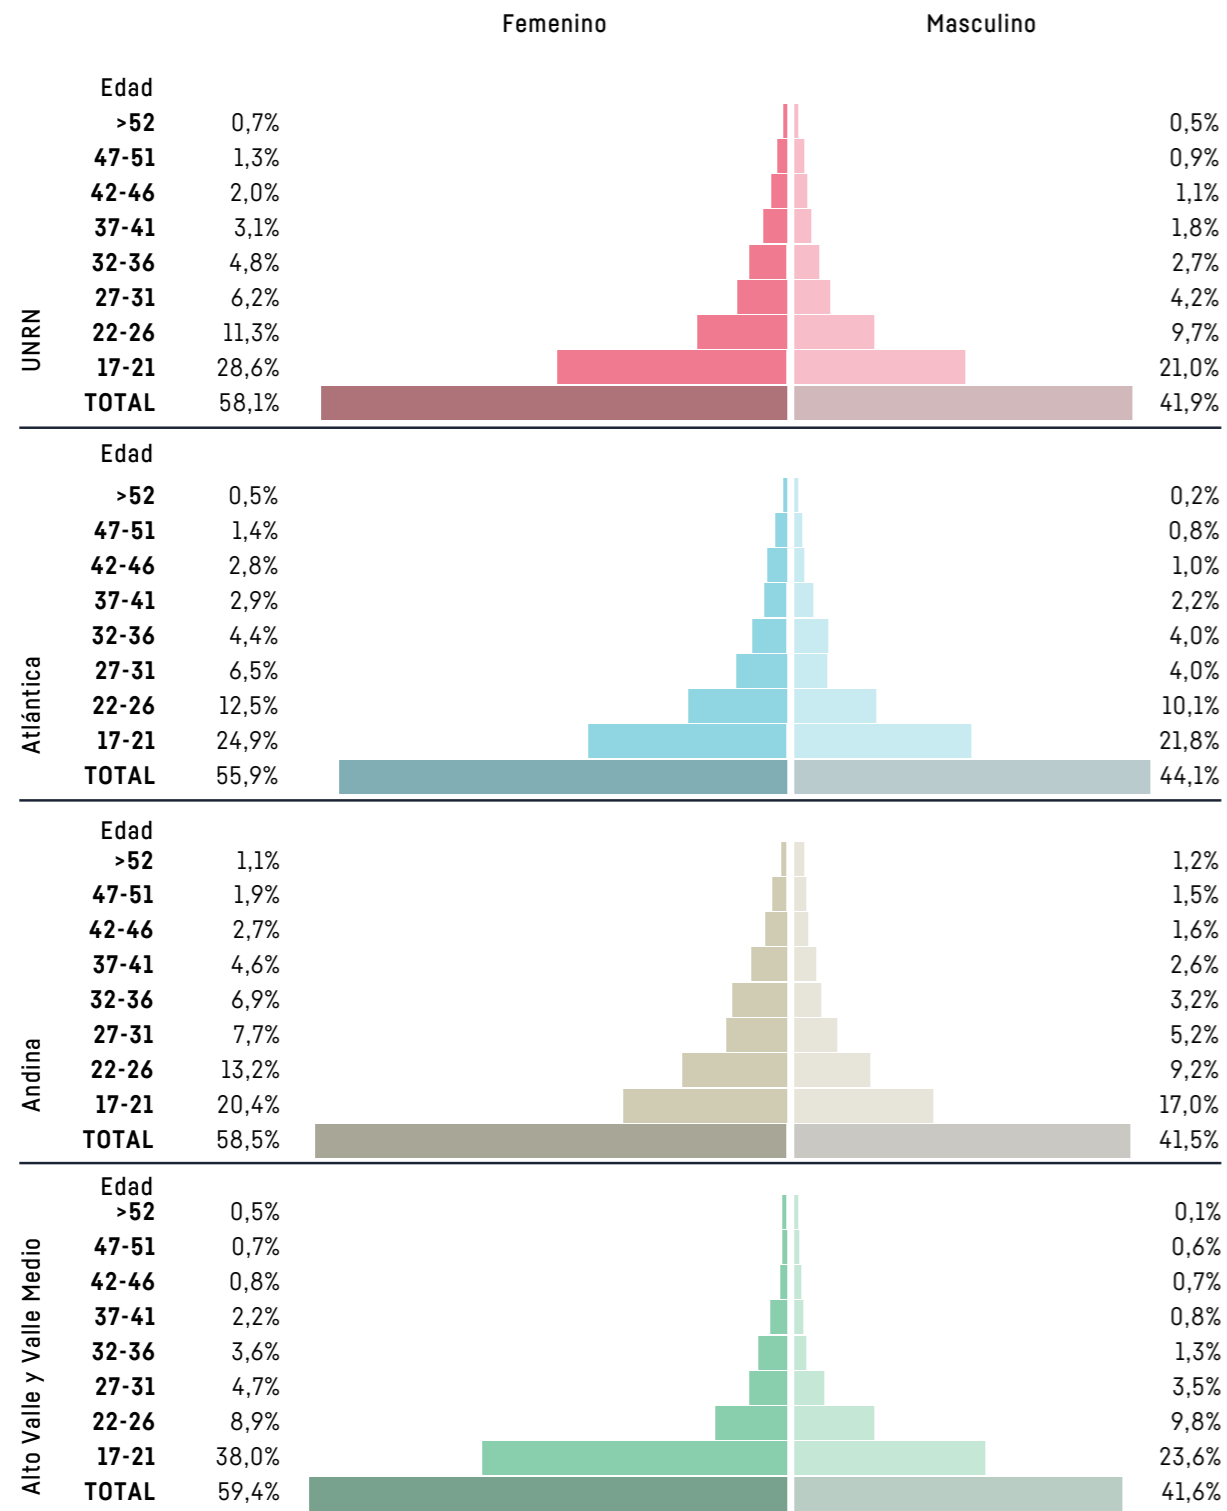 Femenino Masculino
UNRN
Edad
>52 0,7% 0,5%
47-51 1,3% 0,9%
42-46 2,0% 1,1%
37-41 3,1% 1,8%
32-36 4,8% 2,7%
27-31 6,2% 4,2%
22-26 11,3% 9,7%
17-21 28,6% 21,0%
TOTAL 58,1% 41,9%
Atlántica
Edad
>52 0,5% 0,2%
47-51 1,4% 0,8%
42-46 2,8% 1,0%
37-41 2,9% 2,2%
32-36 4,4% 4,0%
27-31 6,5% 4,0%
22-26 12,5% 10,1%
17-21 24,9% 21,8%
TOTAL 55,9% 44,1%
Andina
Edad
>52 1,1% 1,2%
47-51 1,9% 1,5%
42-46 2,7% 1,6%
37-41 4,6% 2,6%
32-36 6,9% 3,2%
27-31 7,7% 5,2%
22-26 13,2% 9,2%
17-21 20,4% 17,0%
TOTAL 58,5% 41,5%
Alto Valle y Valle Medio
Edad
>52 0,5% 0,1%
47-51 0,7% 0,6%
42-46 0,8% 0,7%
37-41 2,2% 0,8%
32-36 3,6% 1,3%
27-31 4,7% 3,5%
22-26 8,9% 9,8%
17-21 38,0% 23,6%
TOTAL 59,4% 41,6%